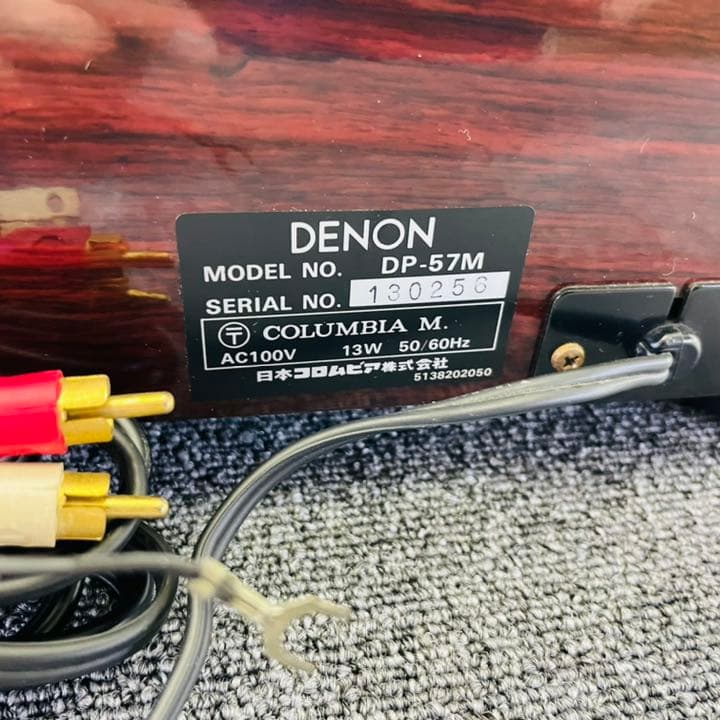 DENON
MODEL NO. DP-57M
SERIAL NO. 130256
〒 COLUMBIA M.
AC100V 13W 50/60Hz
日本コロムビア株式会社
5138202050